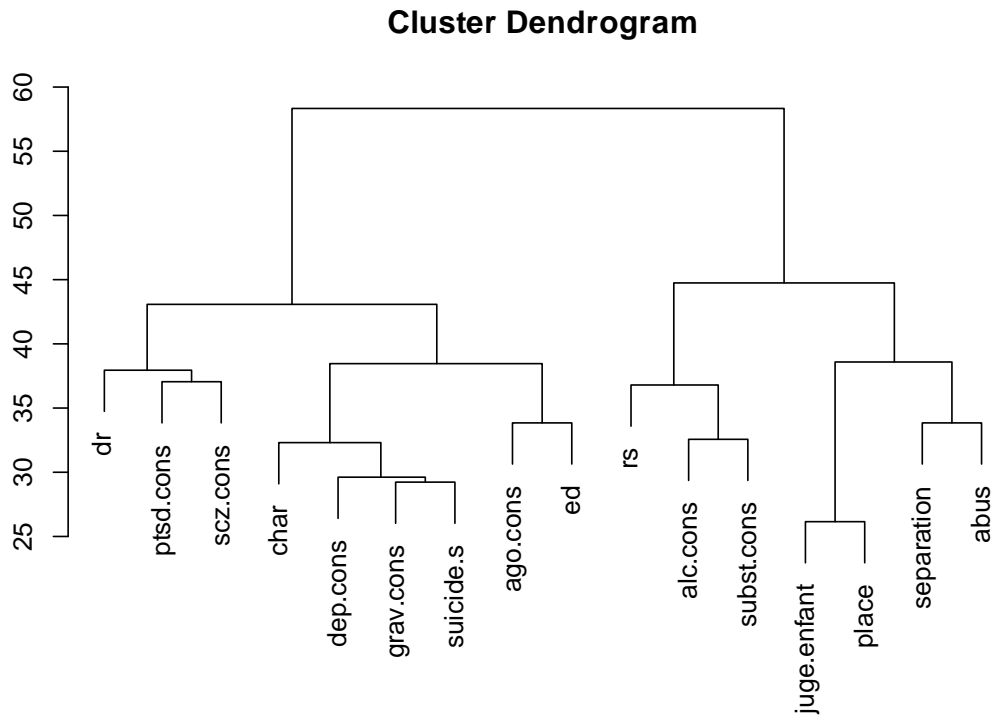 Cluster Dendrogram
60
55
50
45
40
35
30
25
dr
ptsd.cons
scz.cons
char
dep.cons
grav.cons
suicide.s
ago.cons
ed
rs
alc.cons
subst.cons
juge.enfant
place
separation
abus